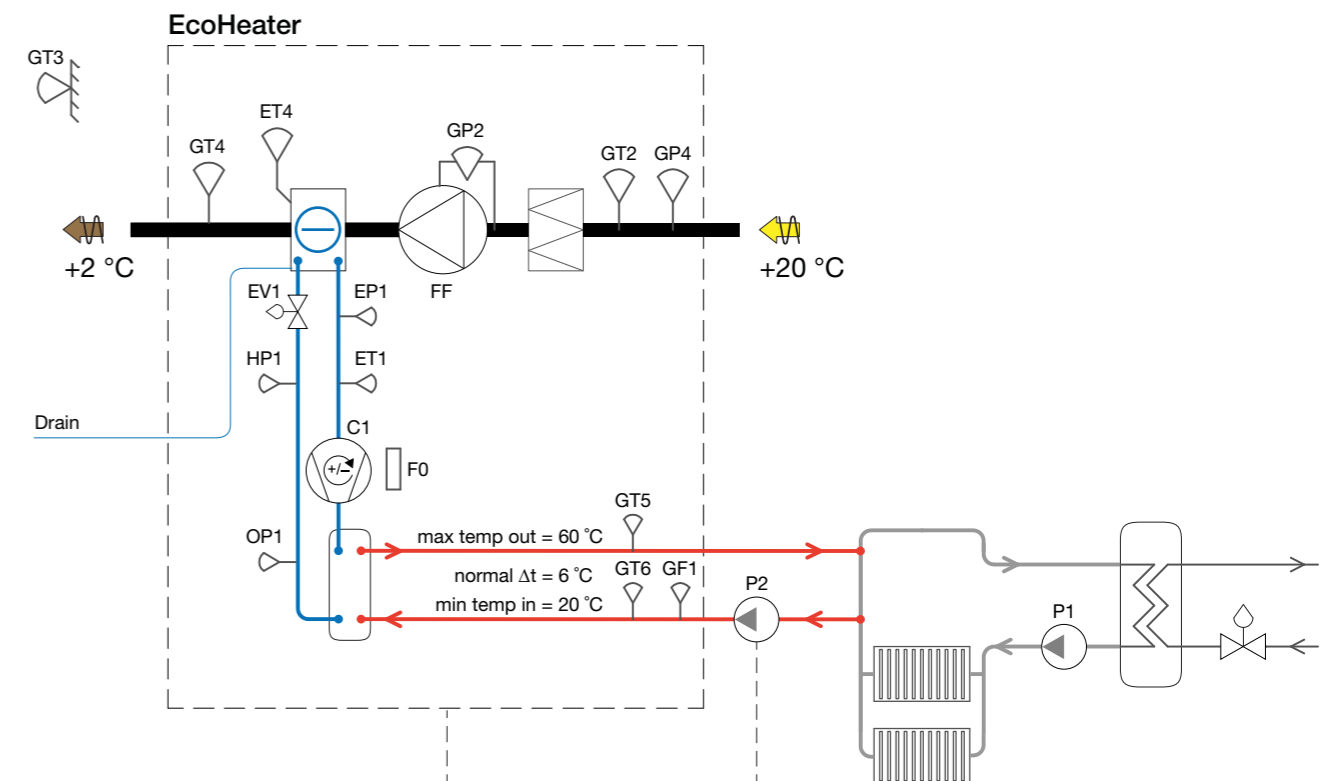 EcoHeater
GT3
ET4
GT4
GP2
GT2 GP4
+2 °C
+20 °C
EV1
EP1
FF
HP1
ET1
Drain
C1
+/–
F0
GT5
OP1
max temp out = 60 °C
normal Δt = 6 °C
GT6 GF1
P2
min temp in = 20 °C
P1